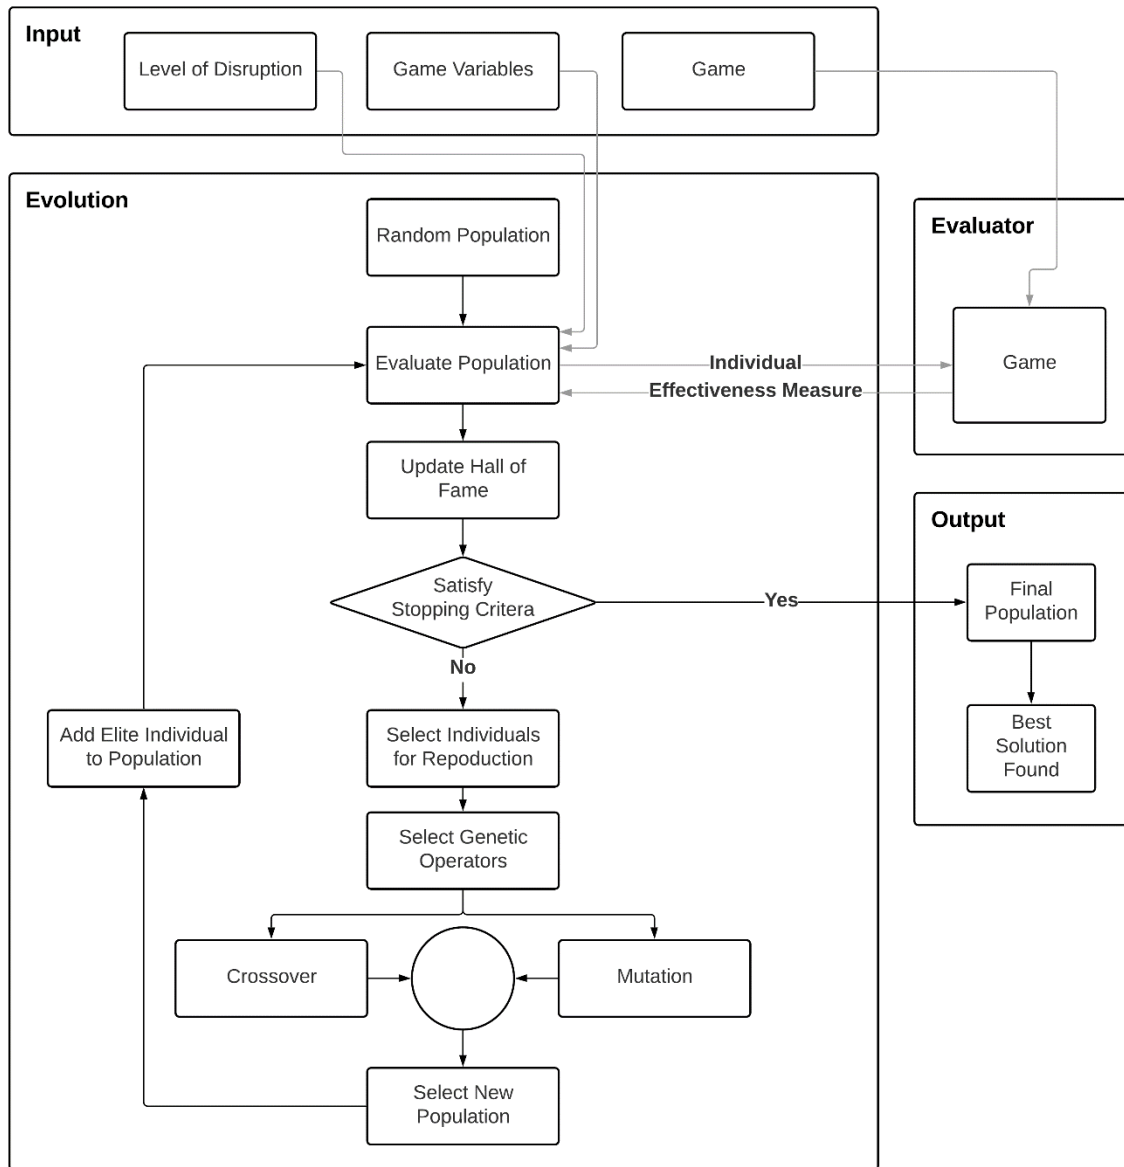 Input
Level of Disruption
Game Variables
Game
Evolution
Random Population
Evaluate Population
Individual
Effectiveness Measure
Evaluator
Game
Update Hall of
Fame
Satisfy
Stopping Critera
Yes
No
Output
Final
Population
Best
Solution
Found
Add Elite Individual
to Population
Select Individuals
for Repoduction
Select Genetic
Operators
Crossover
Mutation
Select New
Population